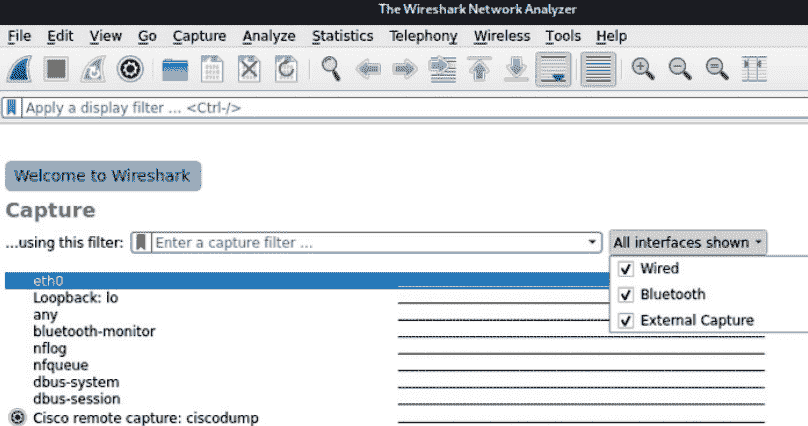 The Wireshark Network Analyzer
File Edit View Go Capture Analyze Statistics Telephony Wireless Tools Help
Apply a display filter ... <Ctrl-/>
Welcome to Wireshark
Capture
...using this filter: Enter a capture filter ... All interfaces shown
Wired
Bluetooth
External Capture
eth0
Loopback: lo
any
bluetooth-monitor
nflog
nfqueue
dbus-system
dbus-session
Cisco remote capture: ciscodump